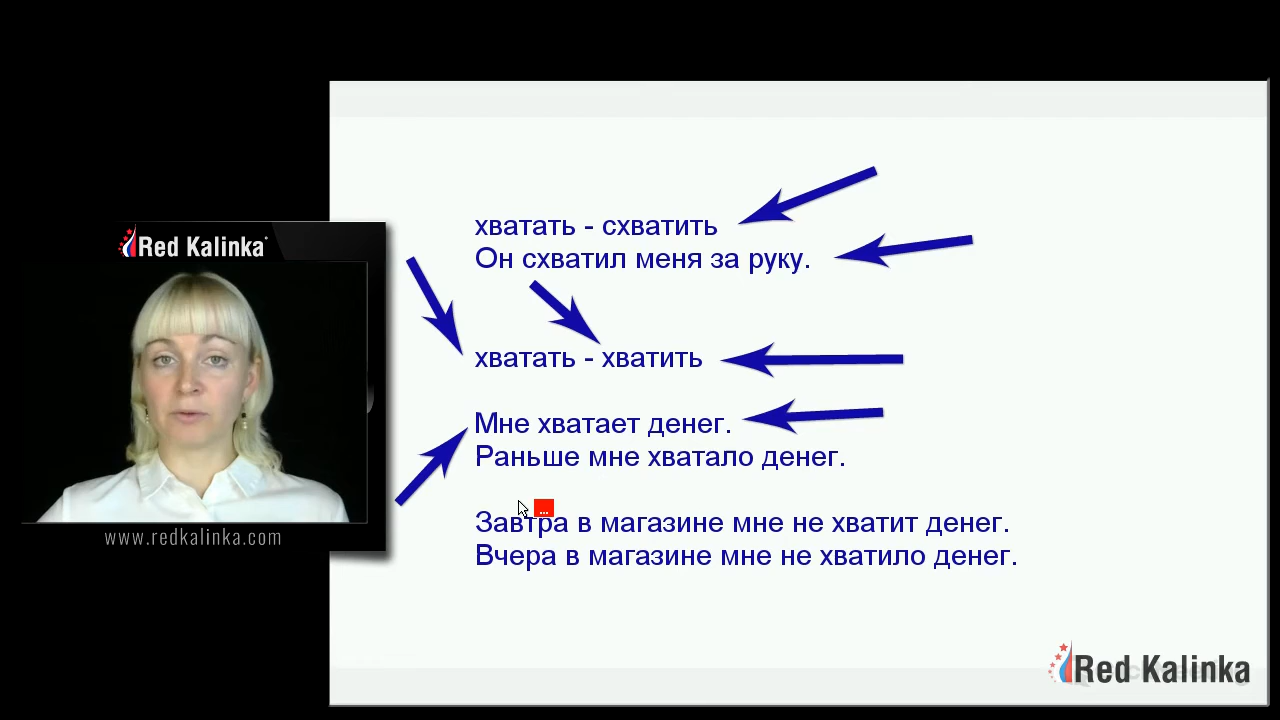 Red Kalinka
www.redkalinka.com
хватать - схватить
Он схватил меня за руку.
хватать - хватить
Мне хватает денег.
Раньше мне хватало денег.
...
Завтра в магазине мне не хватит денег.
Вчера в магазине мне не хватило денег.
Red Kalinka